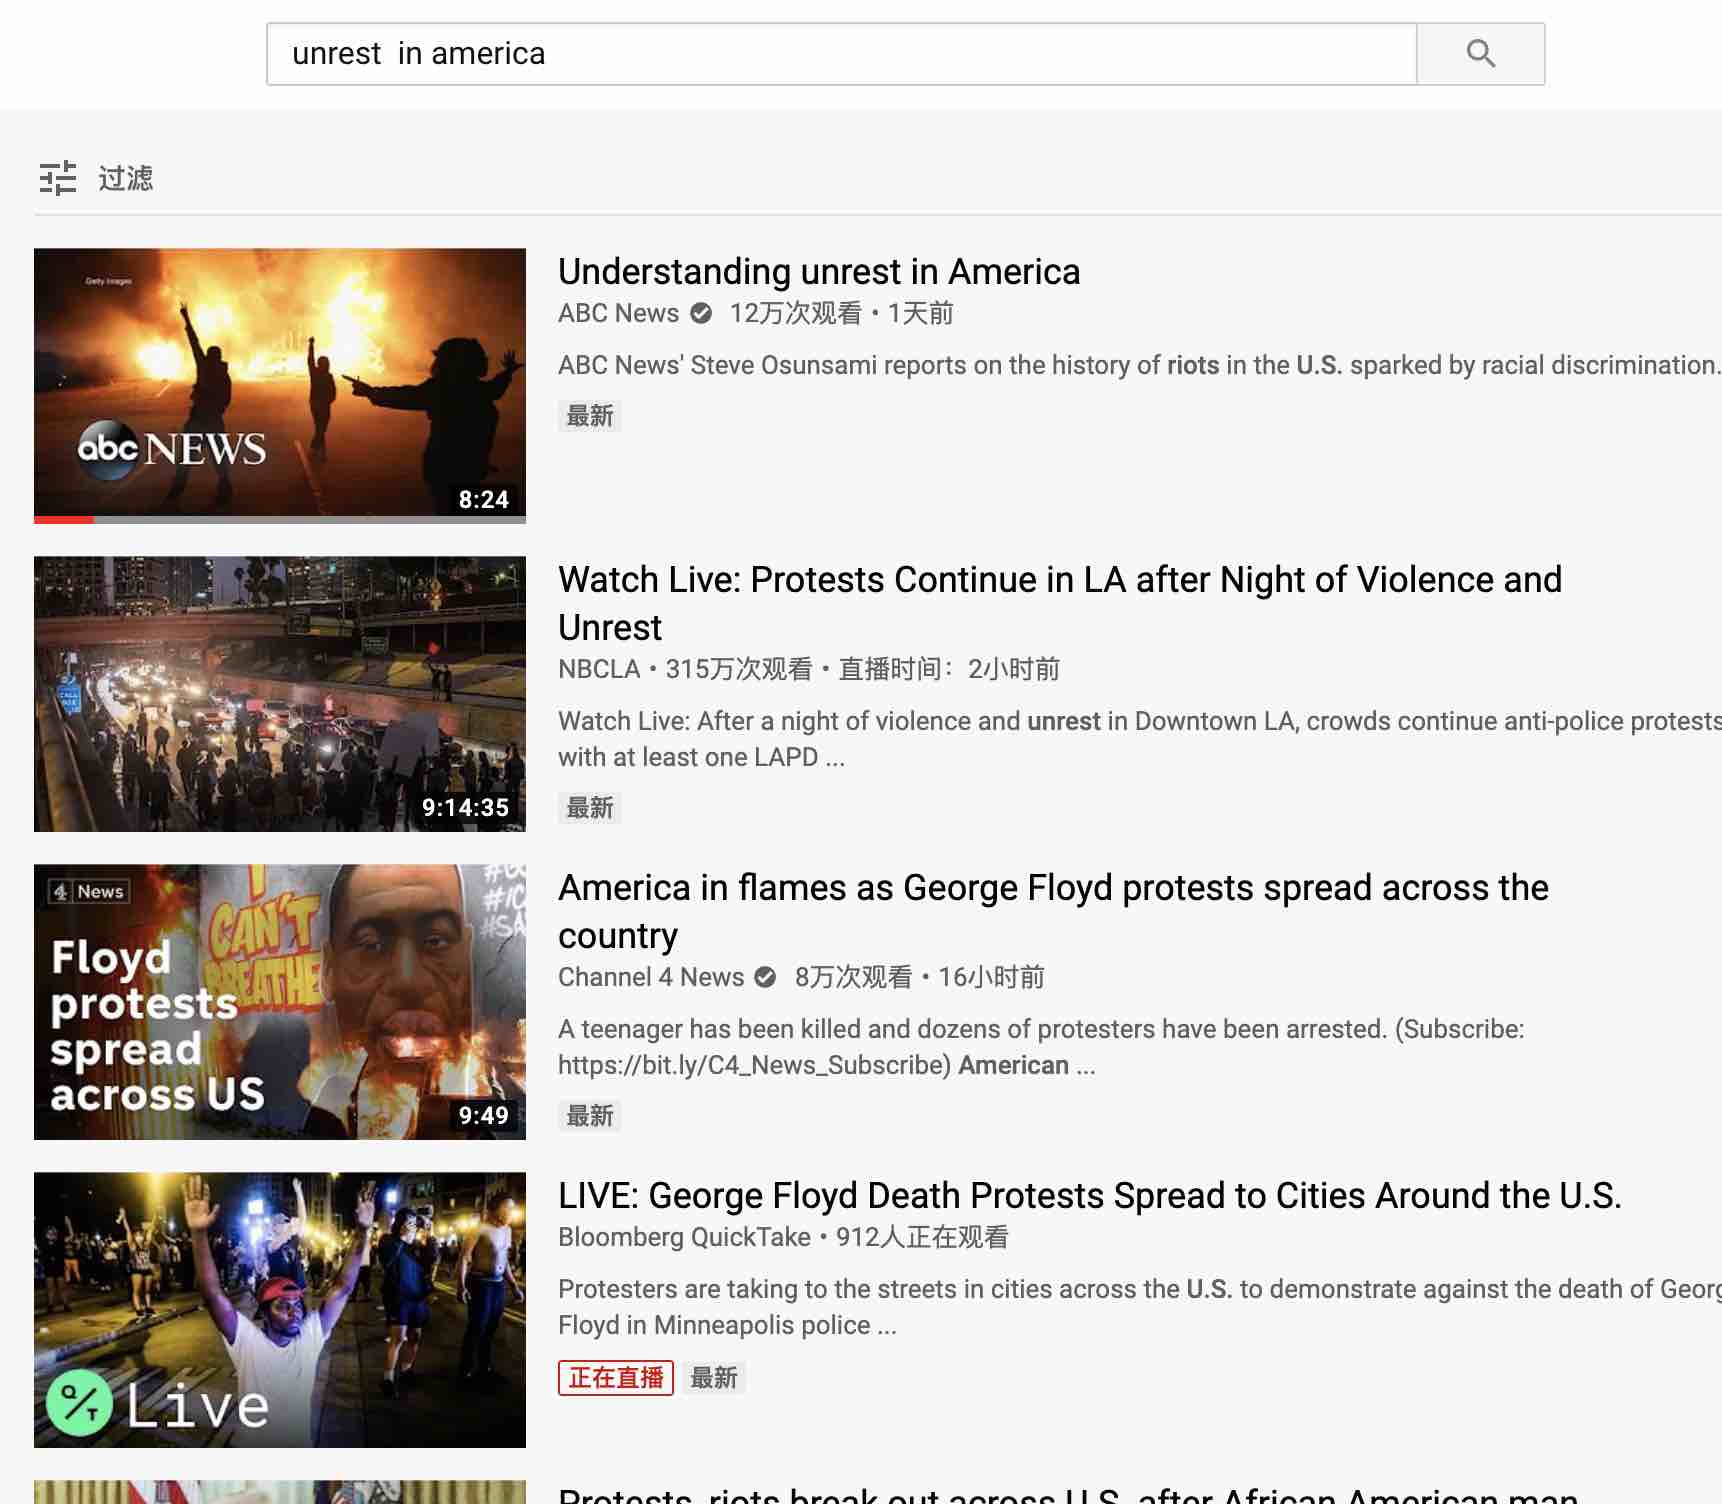 unrest  in america
过滤
Getty Images
abc NEWS
8:24
Understanding unrest in America
ABC News 12万次观看 • 1天前
ABC News' Steve Osunsami reports on the history of riots in the U.S. sparked by racial discrimination.
最新
CALL BOX
9:14:35
Watch Live: Protests Continue in LA after Night of Violence and
Unrest
NBCLA • 315万次观看 • 直播时间：2小时前
Watch Live: After a night of violence and unrest in Downtown LA, crowds continue anti-police protests
with at least one LAPD ...
最新
4 News
I
CAN'T
BREATHE
Floyd
protests
spread
across US
9:49
America in flames as George Floyd protests spread across the
country
Channel 4 News 8万次观看 • 16小时前
A teenager has been killed and dozens of protesters have been arrested. (Subscribe:
https://bit.ly/C4_News_Subscribe) American ...
最新
Q/T Live
LIVE: George Floyd Death Protests Spread to Cities Around the U.S.
Bloomberg QuickTake • 912人正在观看
Protesters are taking to the streets in cities across the U.S. to demonstrate against the death of Georg
Floyd in Minneapolis police ...
正在直播 最新
Protests, riots break out across U.S. after African American man